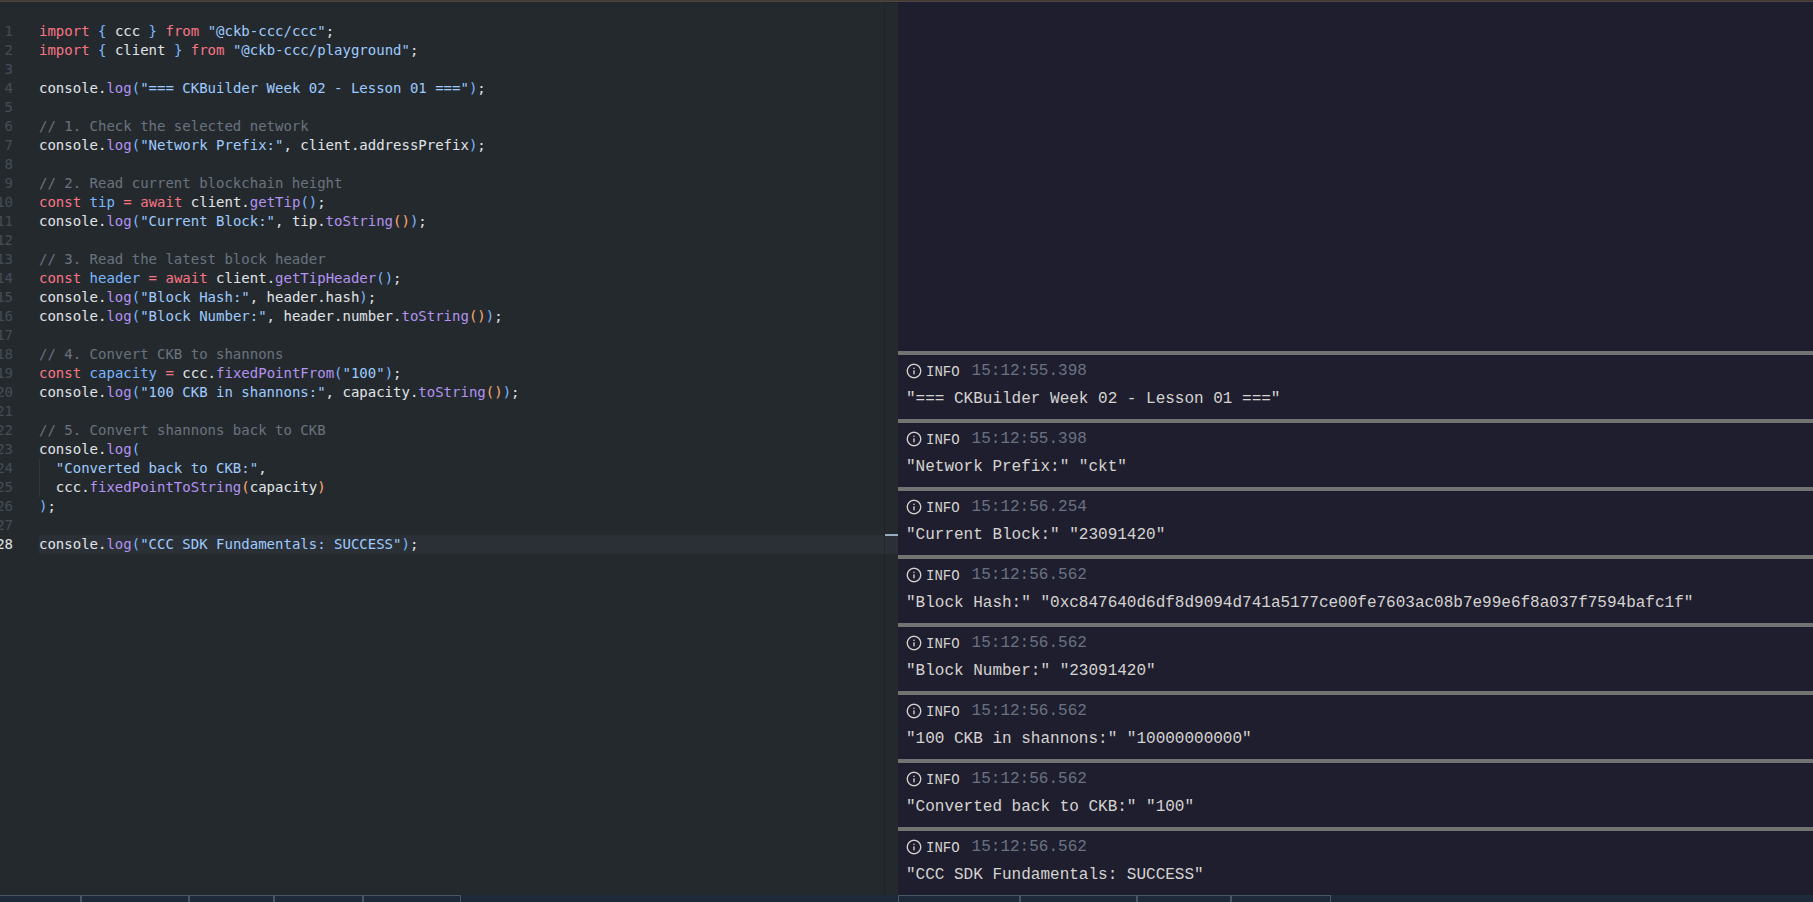 1 import { ccc } from "@ckb-ccc/ccc";
2 import { client } from "@ckb-ccc/playground";
3
4 console.log("=== CKBuilder Week 02 - Lesson 01 ===");
5
6 // 1. Check the selected network
7 console.log("Network Prefix:", client.addressPrefix);
8
9 // 2. Read current blockchain height
10 const tip = await client.getTip();
11 console.log("Current Block:", tip.toString());
12
13 // 3. Read the latest block header
14 const header = await client.getTipHeader();
15 console.log("Block Hash:", header.hash);
16 console.log("Block Number:", header.number.toString());
17
18 // 4. Convert CKB to shannons
19 const capacity = ccc.fixedPointFrom("100");
20 console.log("100 CKB in shannons:", capacity.toString());
21
22 // 5. Convert shannons back to CKB
23 console.log(
24   "Converted back to CKB:",
25   ccc.fixedPointToString(capacity)
26 );
27
28 console.log("CCC SDK Fundamentals: SUCCESS");
INFO 15:12:55.398
"=== CKBuilder Week 02 - Lesson 01 ==="
INFO 15:12:55.398
"Network Prefix:" "ckt"
INFO 15:12:56.254
"Current Block:" "23091420"
INFO 15:12:56.562
"Block Hash:" "0xc847640d6df8d9094d741a5177ce00fe7603ac08b7e99e6f8a037f7594bafc1f"
INFO 15:12:56.562
"Block Number:" "23091420"
INFO 15:12:56.562
"100 CKB in shannons:" "10000000000"
INFO 15:12:56.562
"Converted back to CKB:" "100"
INFO 15:12:56.562
"CCC SDK Fundamentals: SUCCESS"